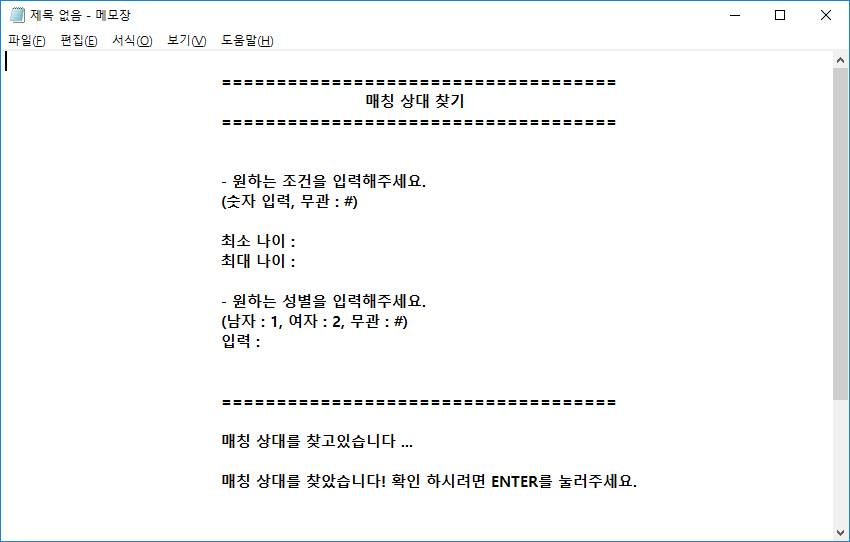 제목 없음 - 메모장
파일(F) 편집(E) 서식(O) 보기(V) 도움말(H)
====================================
매칭 상대 찾기
====================================
- 원하는 조건을 입력해주세요.
(숫자 입력, 무관 : #)
최소 나이 :
최대 나이 :
- 원하는 성별을 입력해주세요.
(남자 : 1, 여자 : 2, 무관 : #)
입력 :
====================================
매칭 상대를 찾고있습니다 ...
매칭 상대를 찾았습니다! 확인 하시려면 ENTER를 눌러주세요.